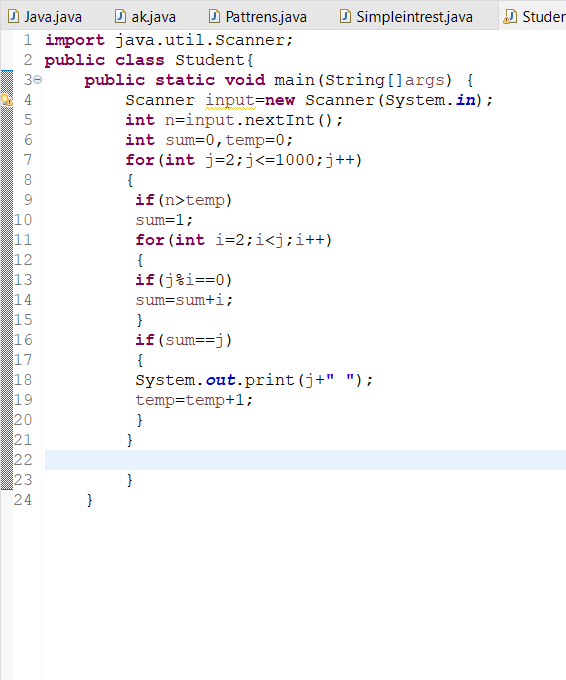 Java.java ak.java Pattrens.java Simpleintrest.java Studen
1 import java.util.Scanner;
2 public class Student{
3 public static void main(String[]args) {
4 Scanner input=new Scanner(System.in);
5 int n=input.nextInt();
6 int sum=0,temp=0;
7 for(int j=2;j<=1000;j++)
8 {
9 if(n>temp)
10 sum=1;
11 for(int i=2;i<j;i++)
12 {
13 if(j%i==0)
14 sum=sum+i;
15 }
16 if(sum==j)
17 {
18 System.out.print(j+" ");
19 temp=temp+1;
20 }
21 }
22
23 }
24 }